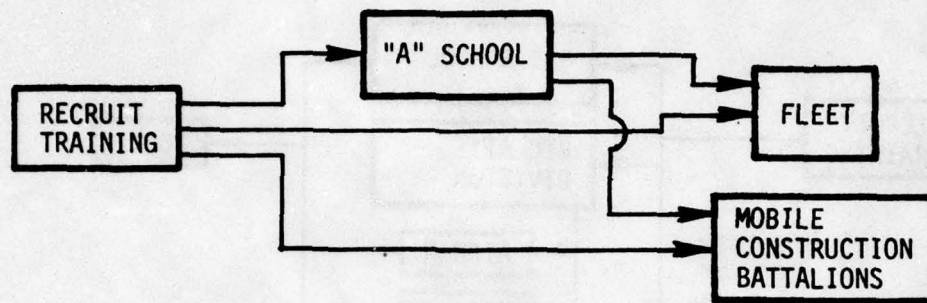 "A" SCHOOL
RECRUIT
TRAINING
FLEET
MOBILE
CONSTRUCTION
BATTALIONS